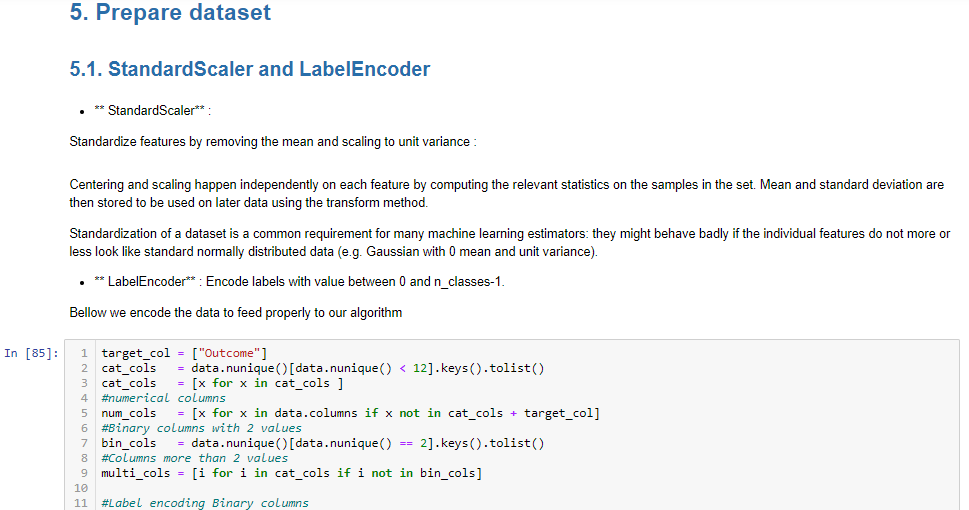 5. Prepare dataset
5.1. StandardScaler and LabelEncoder
• ** StandardScaler** :
Standardize features by removing the mean and scaling to unit variance :
Centering and scaling happen independently on each feature by computing the relevant statistics on the samples in the set. Mean and standard deviation are
then stored to be used on later data using the transform method.
Standardization of a dataset is a common requirement for many machine learning estimators: they might behave badly if the individual features do not more or
less look like standard normally distributed data (e.g. Gaussian with 0 mean and unit variance).
• ** LabelEncoder** : Encode labels with value between 0 and n_classes-1.
Bellow we encode the data to feed properly to our algorithm
In [85]: 1 target_col = ["Outcome"]
2 cat_cols = data.nunique()[data.nunique() < 12].keys().tolist()
3 cat_cols = [x for x in cat_cols ]
4 #numerical columns
5 num_cols = [x for x in data.columns if x not in cat_cols + target_col]
6 #Binary columns with 2 values
7 bin_cols = data.nunique()[data.nunique() == 2].keys().tolist()
8 #Columns more than 2 values
9 multi_cols = [i for i in cat_cols if i not in bin_cols]
10
11 #Label encoding Binary columns